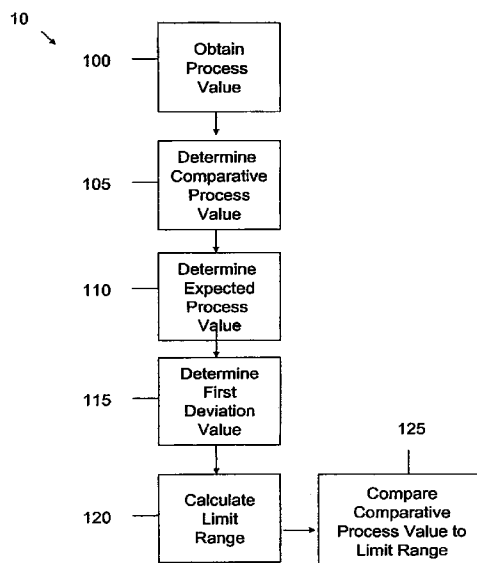 10
100
Obtain
Process
Value
105
Determine
Comparative
Process
Value
110
Determine
Expected
Process
Value
115
Determine
First
Deviation
Value
120
Calculate
Limit
Range
125
Compare
Comparative
Process Value to
Limit Range